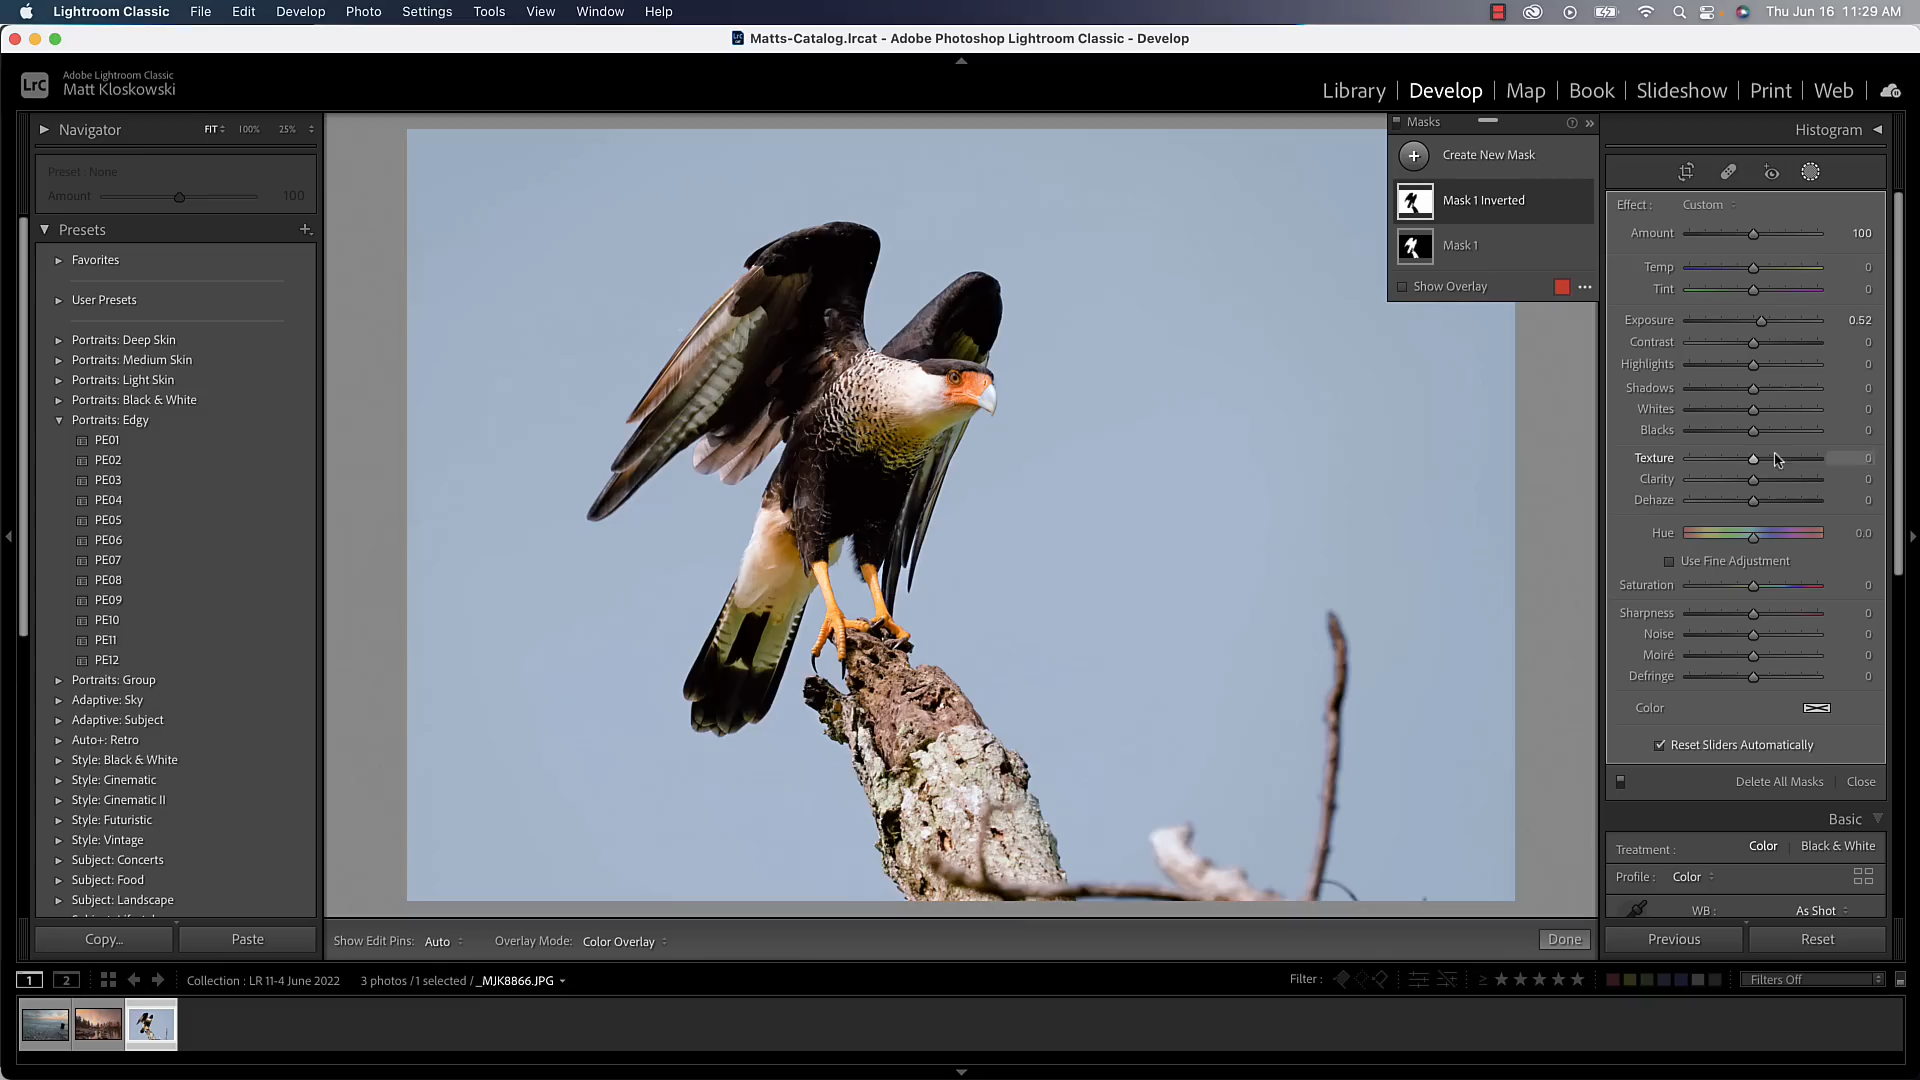 Lightroom Classic File Edit Develop Photo Settings Tools View Window Help Thu Jun 16 11:29 AM
Matts-Catalog.lrcat - Adobe Photoshop Lightroom Classic - Develop
LrC
Adobe Lightroom Classic
Matt Kloskowski
Library | Develop | Map | Book | Slideshow | Print | Web
Navigator FIT 100% 25%
Preset : None
Amount 100
Presets
Favorites
User Presets
Portraits: Deep Skin
Portraits: Medium Skin
Portraits: Light Skin
Portraits: Black & White
Portraits: Edgy
PE01
PE02
PE03
PE04
PE05
PE06
PE07
PE08
PE09
PE10
PE11
PE12
Portraits: Group
Adaptive: Sky
Adaptive: Subject
Auto+: Retro
Style: Black & White
Style: Cinematic
Style: Cinematic II
Style: Futuristic
Style: Vintage
Subject: Concerts
Subject: Food
Subject: Landscape
Copy... Paste
Masks
Create New Mask
Mask 1 Inverted
Mask 1
Show Overlay
Histogram
Effect : Custom
Amount 100
Temp 0
Tint 0
Exposure 0.52
Contrast 0
Highlights 0
Shadows 0
Whites 0
Blacks 0
Texture 0
Clarity 0
Dehaze 0
Hue 0.0
Use Fine Adjustment
Saturation 0
Sharpness 0
Noise 0
Moiré 0
Defringe 0
Color
Reset Sliders Automatically
Delete All Masks | Close
Basic
Treatment : Color | Black & White
Profile : Color
WB : As Shot
Previous Reset
Show Edit Pins: Auto Overlay Mode: Color Overlay Done
1 2 Collection : LR 11-4 June 2022 3 photos / 1 selected / _MJK8866.JPG Filter : ≥ Filters Off